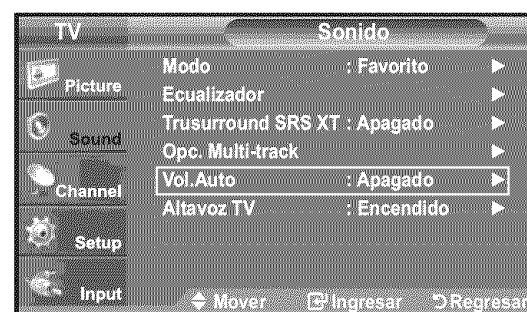 TV
Sonido
Picture
Sound
Channel
Setup
Input
Modo : Favorito
Ecualizador
Trusurround SRS XT : Apagado
Opc. Multi-track
Vol.Auto : Apagado
Altavoz TV : Encendido
Mover Ingresar Regresar